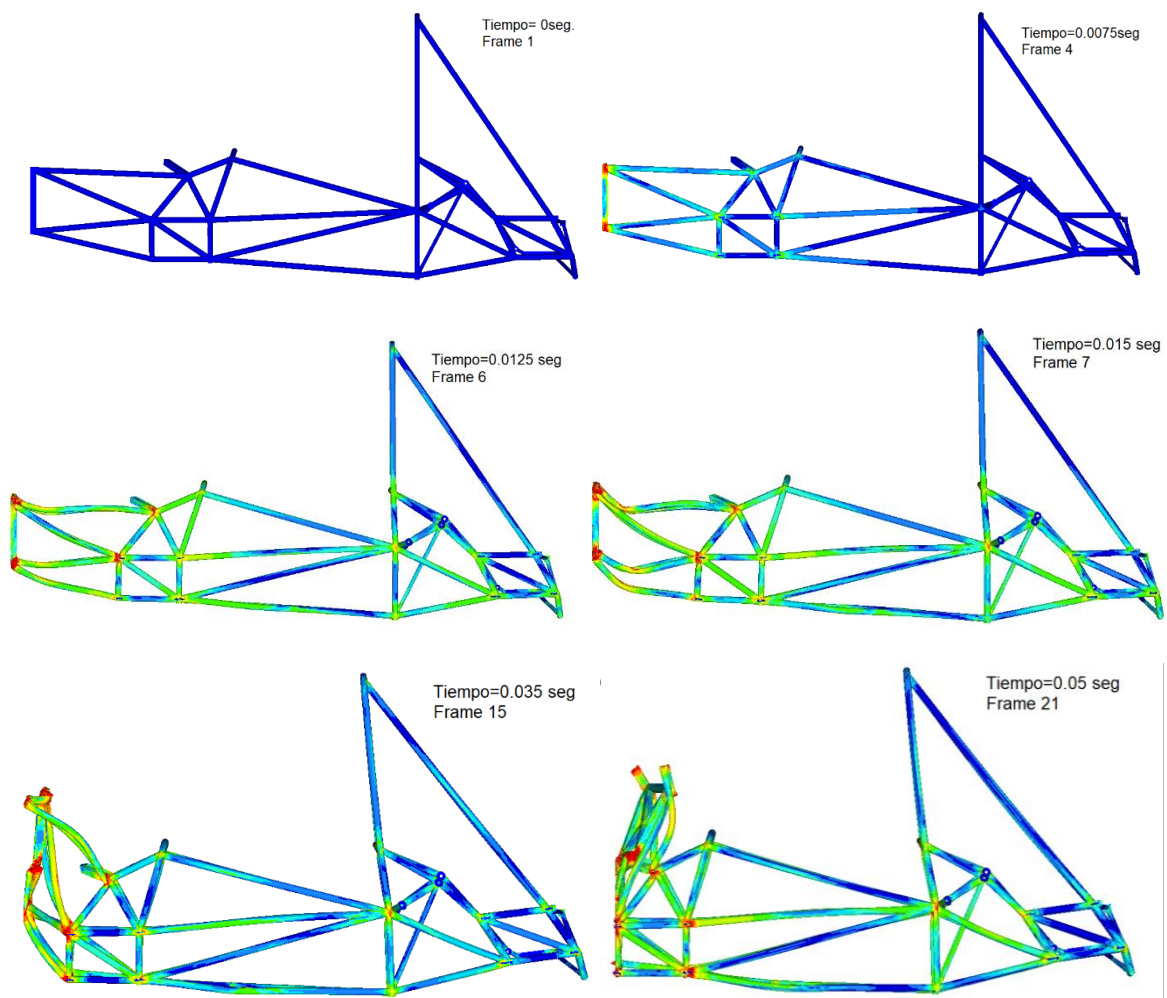 Tiempo= 0seg.
Frame 1
Tiempo=0.0075seg
Frame 4
Tiempo=0.0125 seg
Frame 6
Tiempo=0.015 seg
Frame 7
Tiempo=0.035 seg
Frame 15
Tiempo=0.05 seg
Frame 21